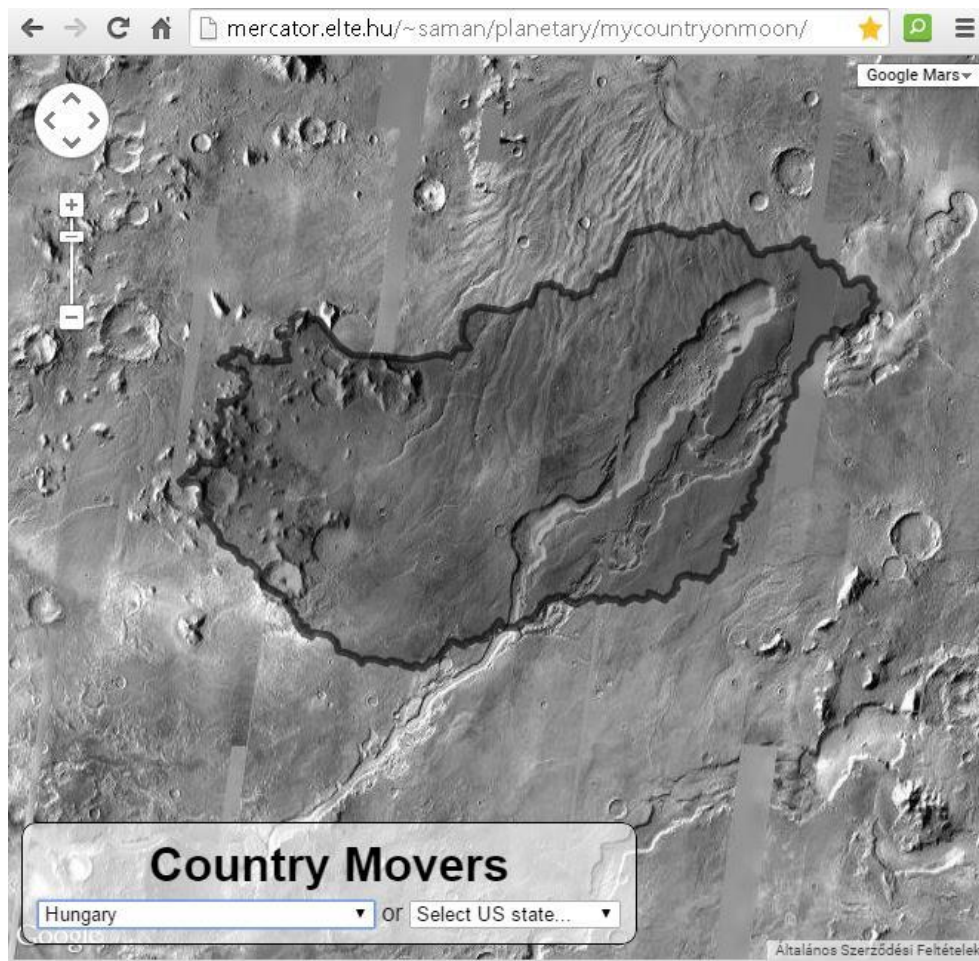 mercator.elte.hu/~saman/planetary/mycountryonmoon/
Google Mars
Country Movers
Hungary or Select US state...
Google
Általános Szerződési Feltételek